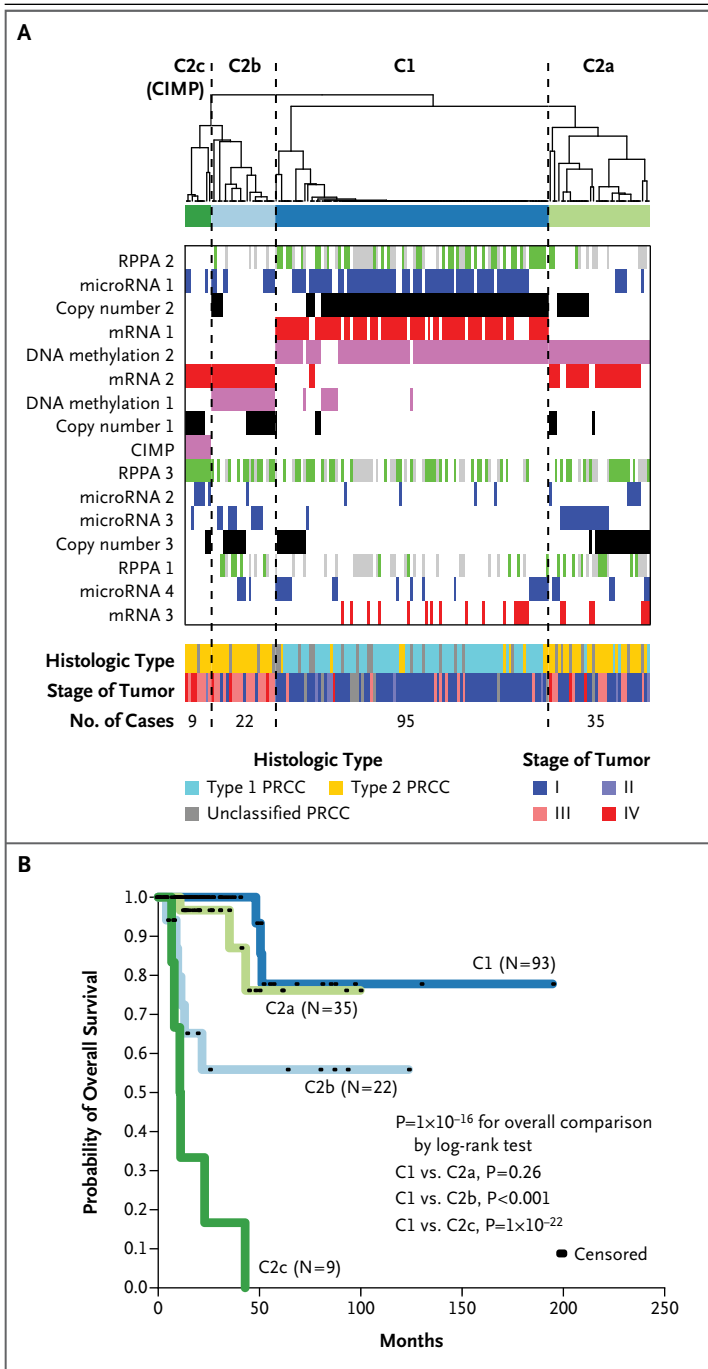 A
C2c C2b C1 C2a
(CIMP)
RPPA 2
microRNA 1
Copy number 2
mRNA 1
DNA methylation 2
mRNA 2
DNA methylation 1
Copy number 1
CIMP
RPPA 3
microRNA 2
microRNA 3
Copy number 3
RPPA 1
microRNA 4
mRNA 3
Histologic Type
Stage of Tumor
No. of Cases 9 22 95 35
Histologic Type Stage of Tumor
Type 1 PRCC Type 2 PRCC I II
Unclassified PRCC III IV
B
Probability of Overall Survival
1.0
0.9
0.8
0.7
0.6
0.5
0.4
0.3
0.2
0.1
0.0
C1 (N=93)
C2a (N=35)
C2b (N=22)
P=1×10⁻¹⁶ for overall comparison
by log-rank test
C1 vs. C2a, P=0.26
C1 vs. C2b, P<0.001
C1 vs. C2c, P=1×10⁻²²
C2c (N=9)
Censored
0 50 100 150 200 250
Months